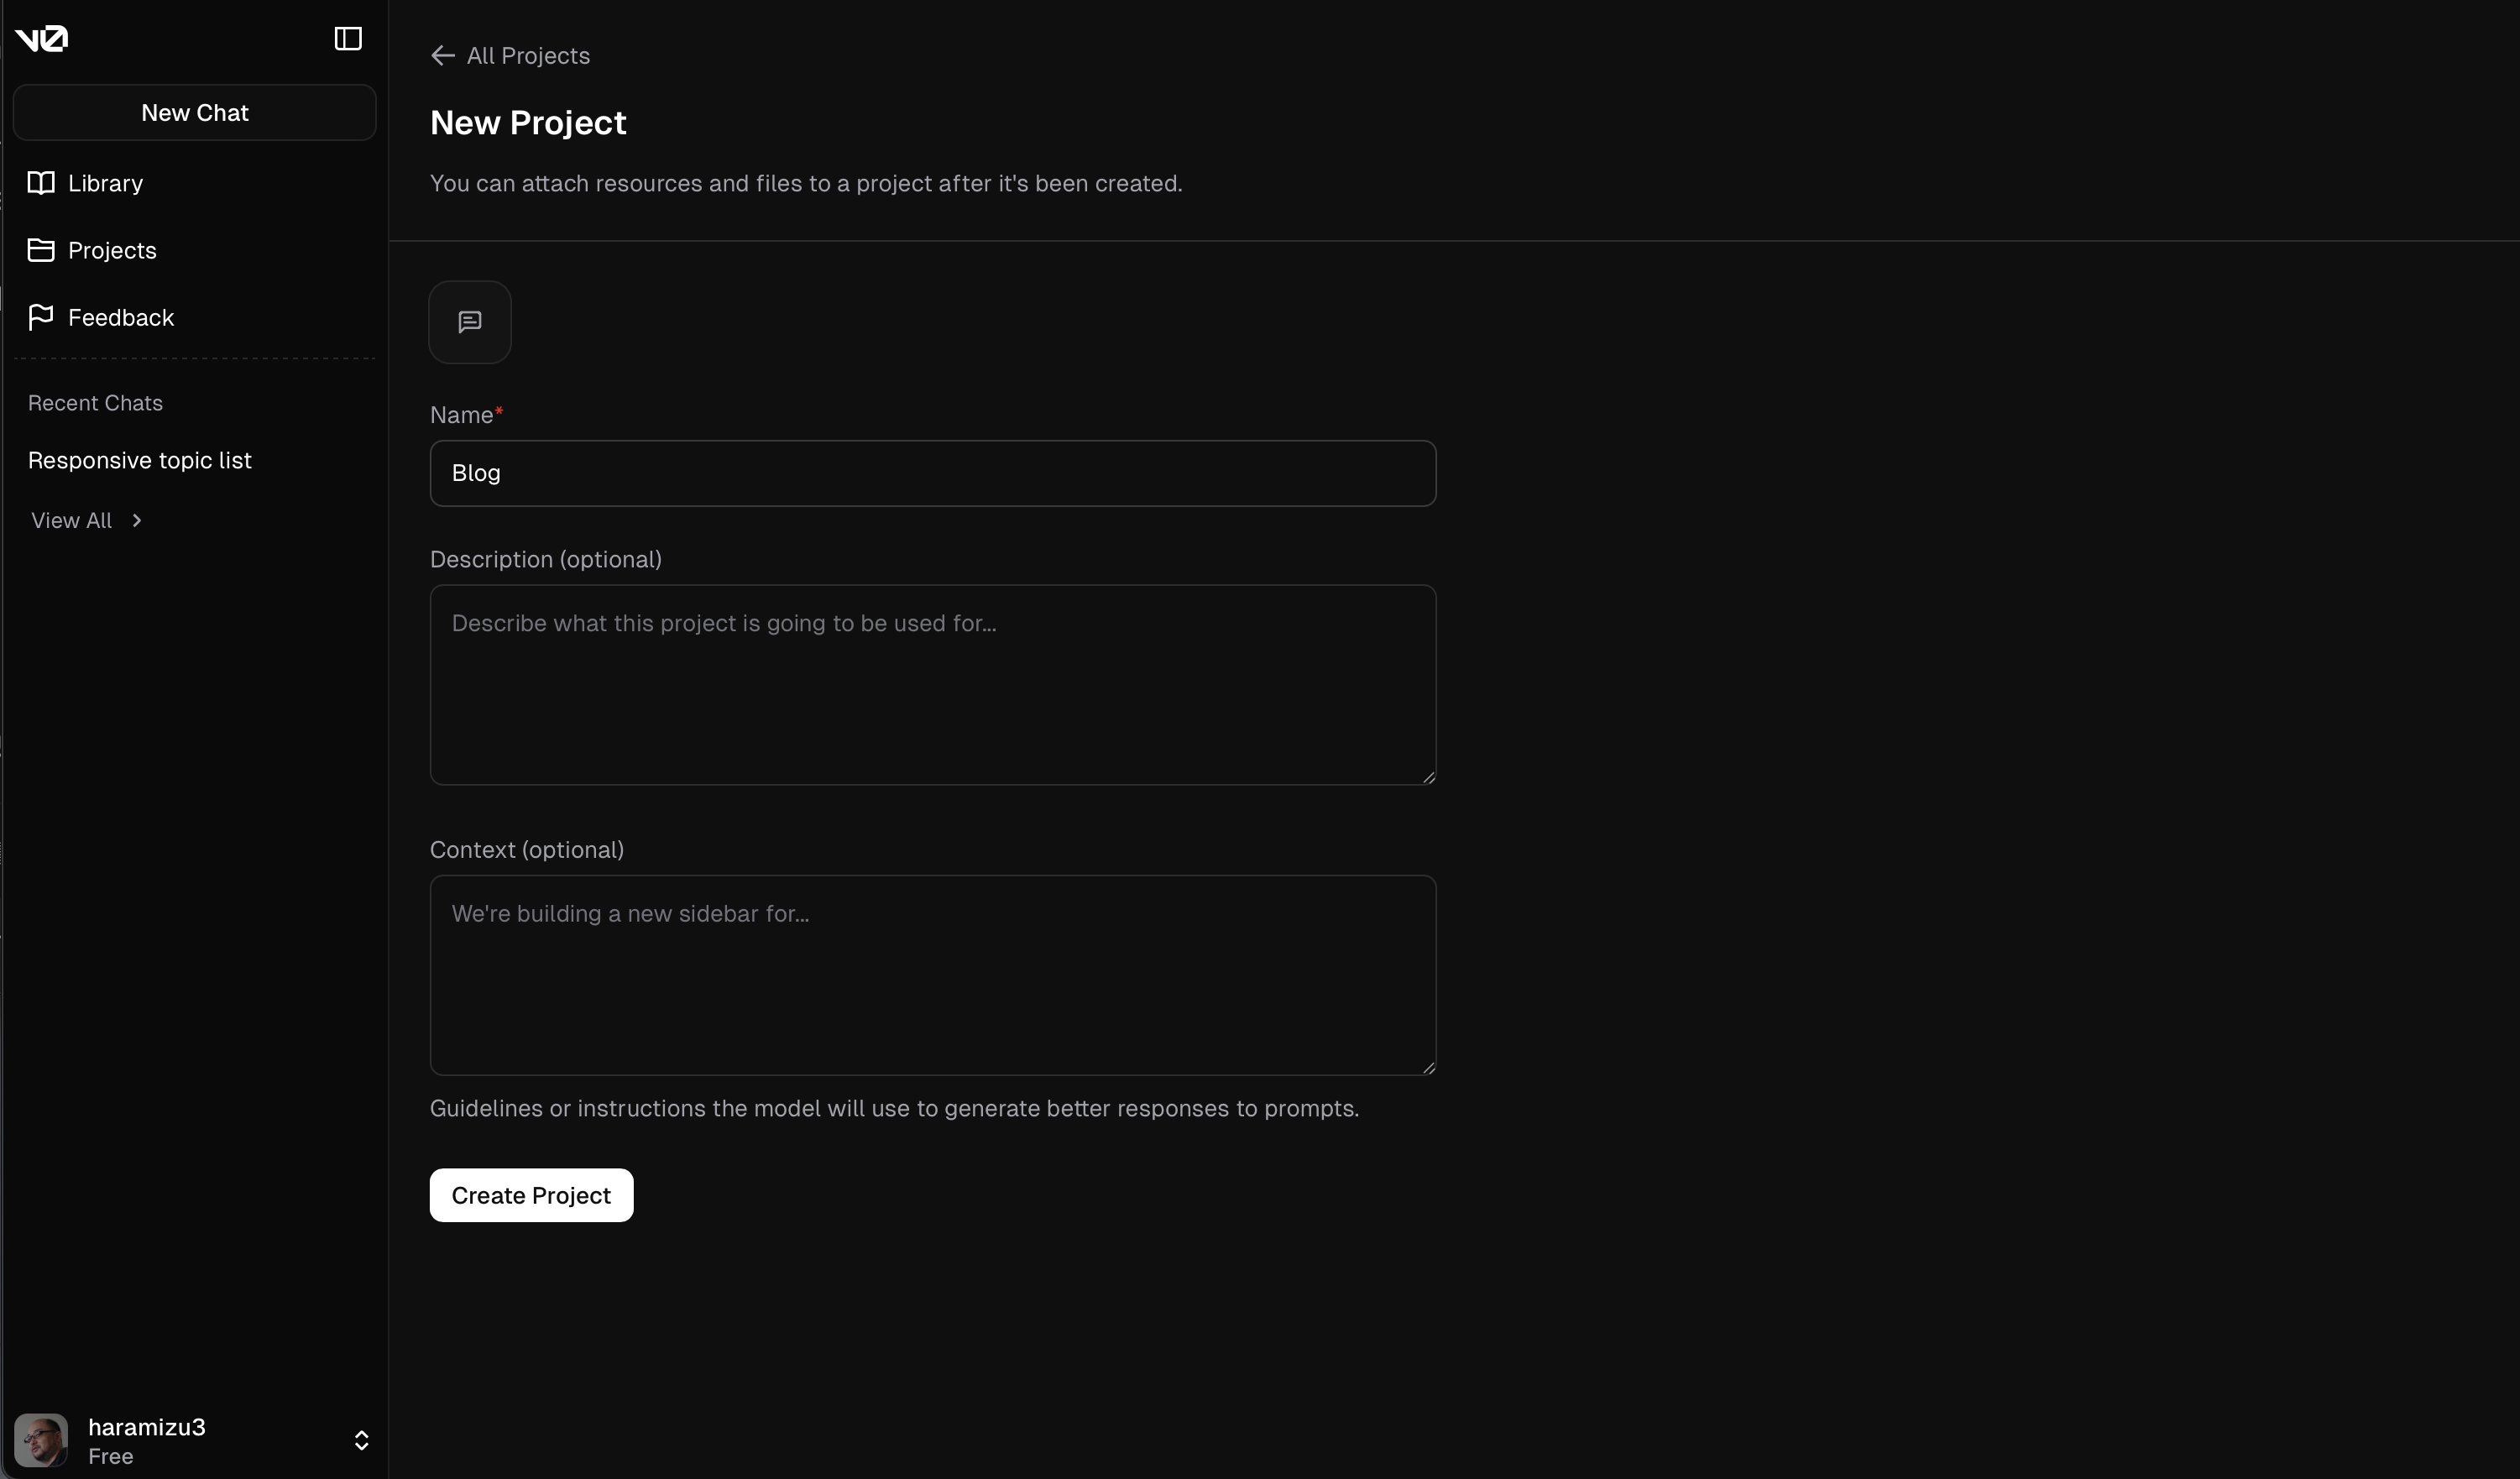 v0
New Chat
Library
Projects
Feedback
Recent Chats
Responsive topic list
View All
haramizu3
Free
All Projects
New Project
You can attach resources and files to a project after it's been created.
Name*
Blog
Description (optional)
Describe what this project is going to be used for...
Context (optional)
We're building a new sidebar for...
Guidelines or instructions the model will use to generate better responses to prompts.
Create Project